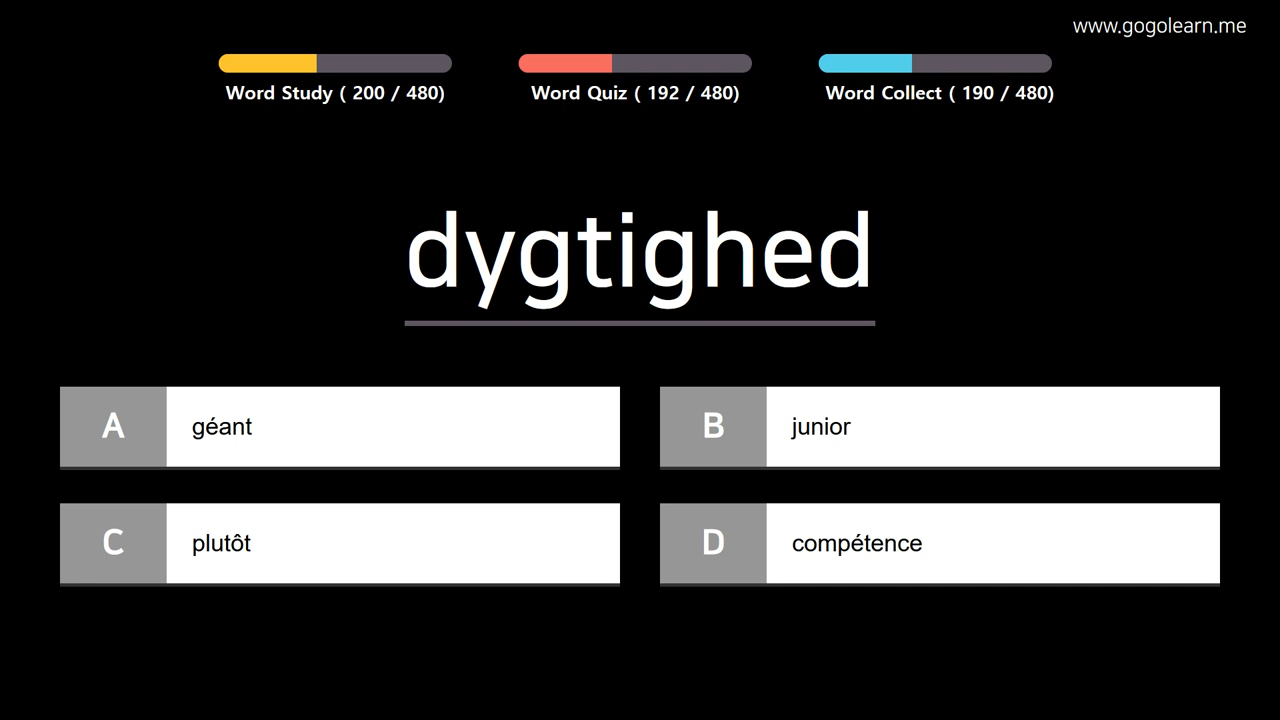 www.gogolearn.me
Word Study ( 200 / 480)
Word Quiz ( 192 / 480)
Word Collect ( 190 / 480)
dygtighed
A géant
B junior
C plutôt
D compétence